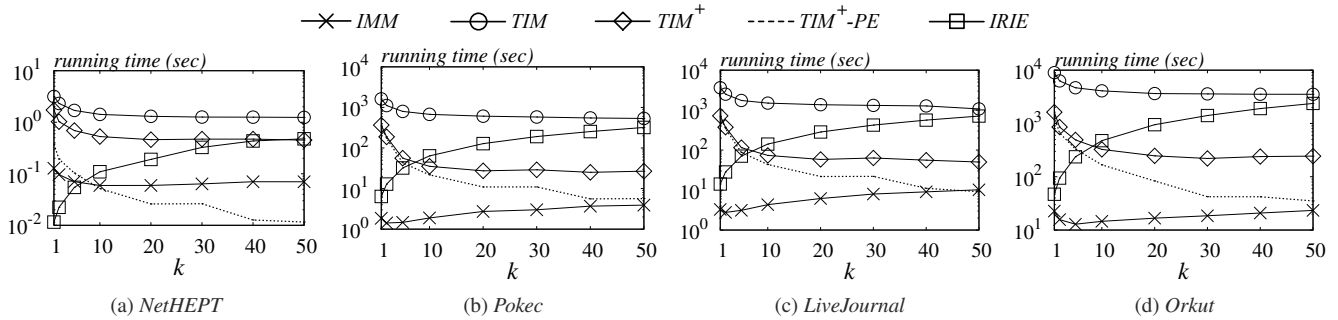 IMM TIM TIM+ TIM+-PE IRIE
running time (sec)
10^1
10^0
10^-1
10^-2
1 10 20 30 40 50
k
(a) NetHEPT
running time (sec)
10^4
10^3
10^2
10^1
10^0
1 10 20 30 40 50
k
(b) Pokec
running time (sec)
10^4
10^3
10^2
10^1
10^0
1 10 20 30 40 50
k
(c) LiveJournal
running time (sec)
10^4
10^3
10^2
10^1
1 10 20 30 40 50
k
(d) Orkut